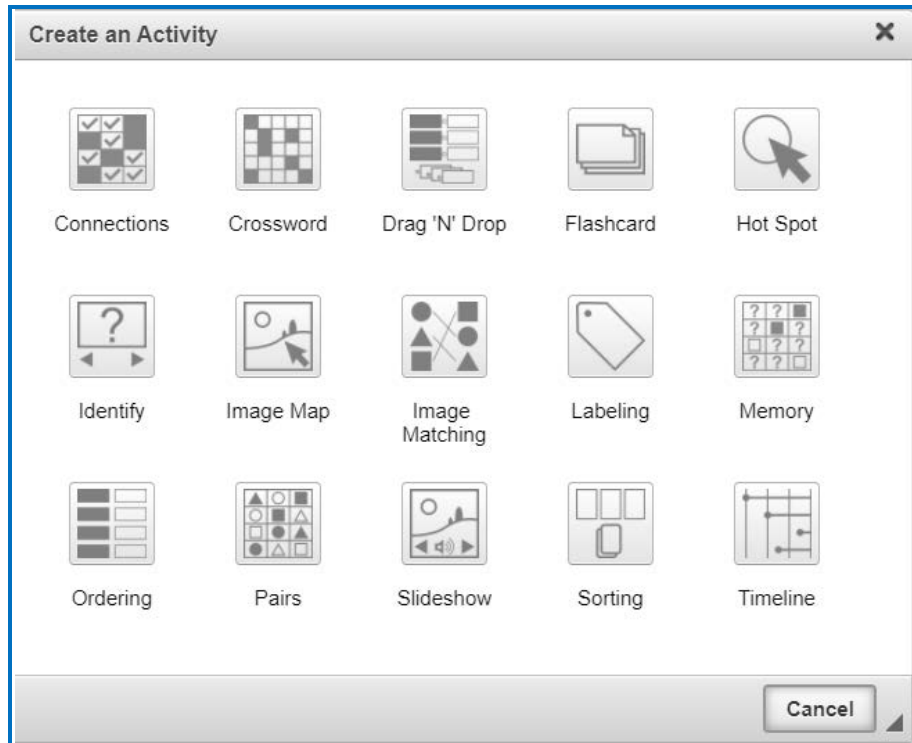 Create an Activity
Connections
Crossword
Drag 'N' Drop
Flashcard
Hot Spot
? 
Identify
Image Map
Image
Matching
Labeling
? ?
? ?
? ?
? ?
Memory
Ordering
Pairs
Slideshow
Sorting
Timeline
Cancel